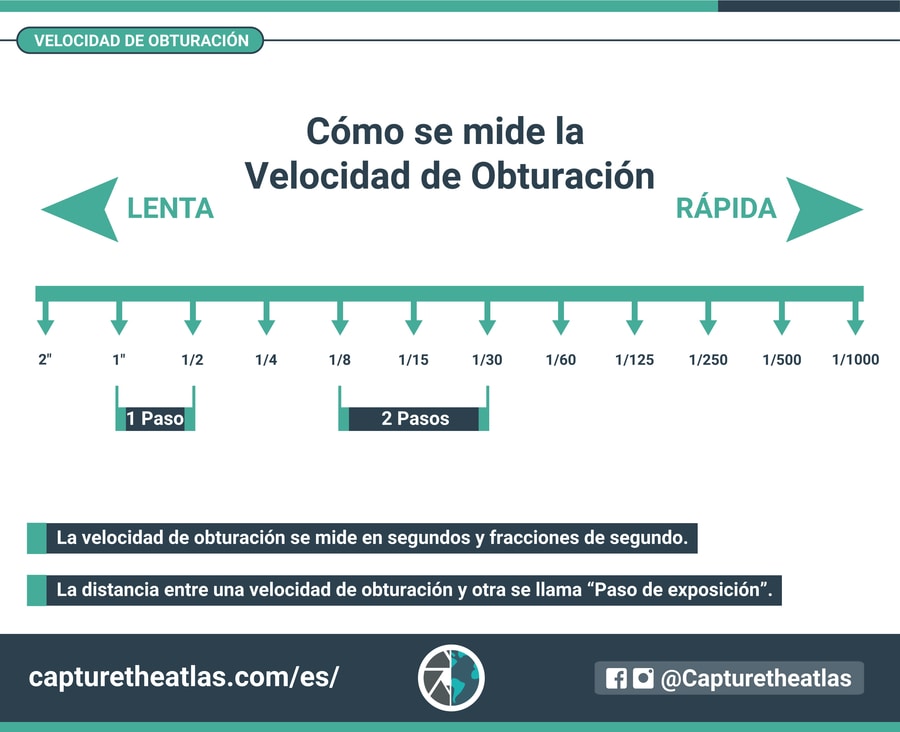 VELOCIDAD DE OBTURACIÓN
Cómo se mide la
Velocidad de Obturación
LENTA
RÁPIDA
2" 1" 1/2 1/4 1/8 1/15 1/30 1/60 1/125 1/250 1/500 1/1000
1 Paso 2 Pasos
La velocidad de obturación se mide en segundos y fracciones de segundo.
La distancia entre una velocidad de obturación y otra se llama “Paso de exposición”.
capturetheatlas.com/es/
@Capturetheatlas